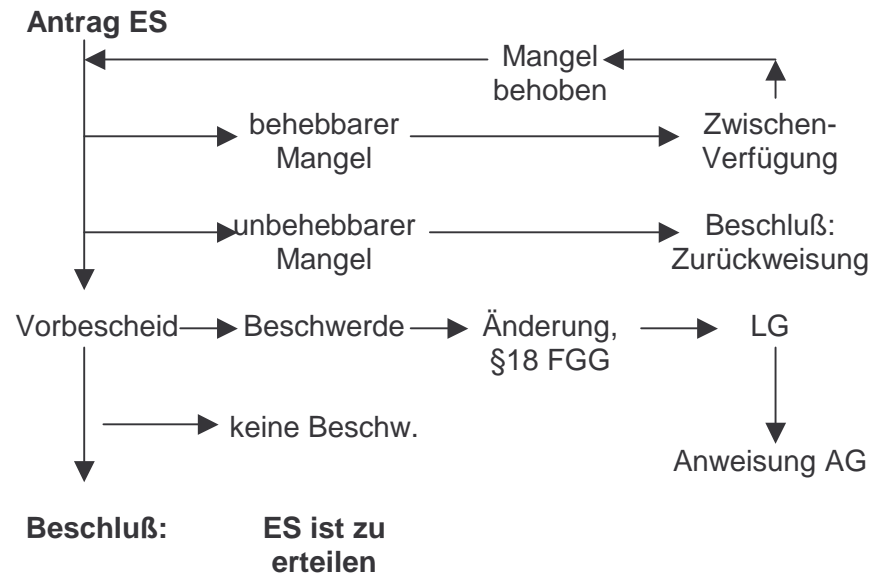 Antrag ES
Mangel
behoben
behebbarer
Mangel
Zwischen-
Verfügung
unbehebbarer
Mangel
Beschluß:
Zurückweisung
Vorbescheid
Beschwerde
Änderung,
§18 FGG
LG
keine Beschw.
Anweisung AG
Beschluß:
ES ist zu
erteilen